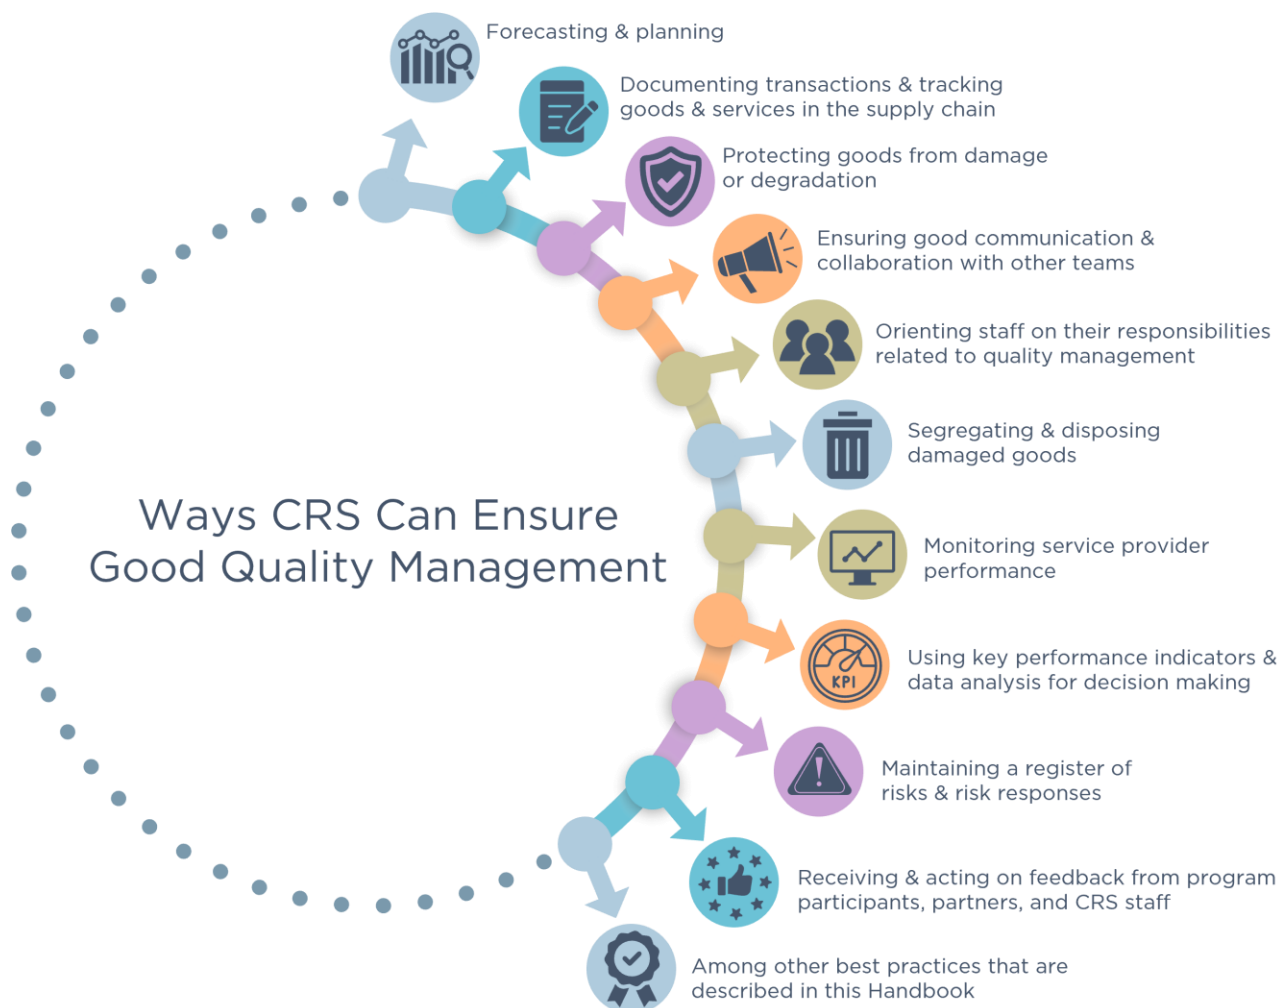 Forecasting & planning
Documenting transactions & tracking
goods & services in the supply chain
Protecting goods from damage
or degradation
Ensuring good communication &
collaboration with other teams
Orienting staff on their responsibilities
related to quality management
Segregating & disposing
damaged goods
Ways CRS Can Ensure
Good Quality Management
Monitoring service provider
performance
KPI
Using key performance indicators &
data analysis for decision making
Maintaining a register of
risks & risk responses
Receiving & acting on feedback from program
participants, partners, and CRS staff
Among other best practices that are
described in this Handbook